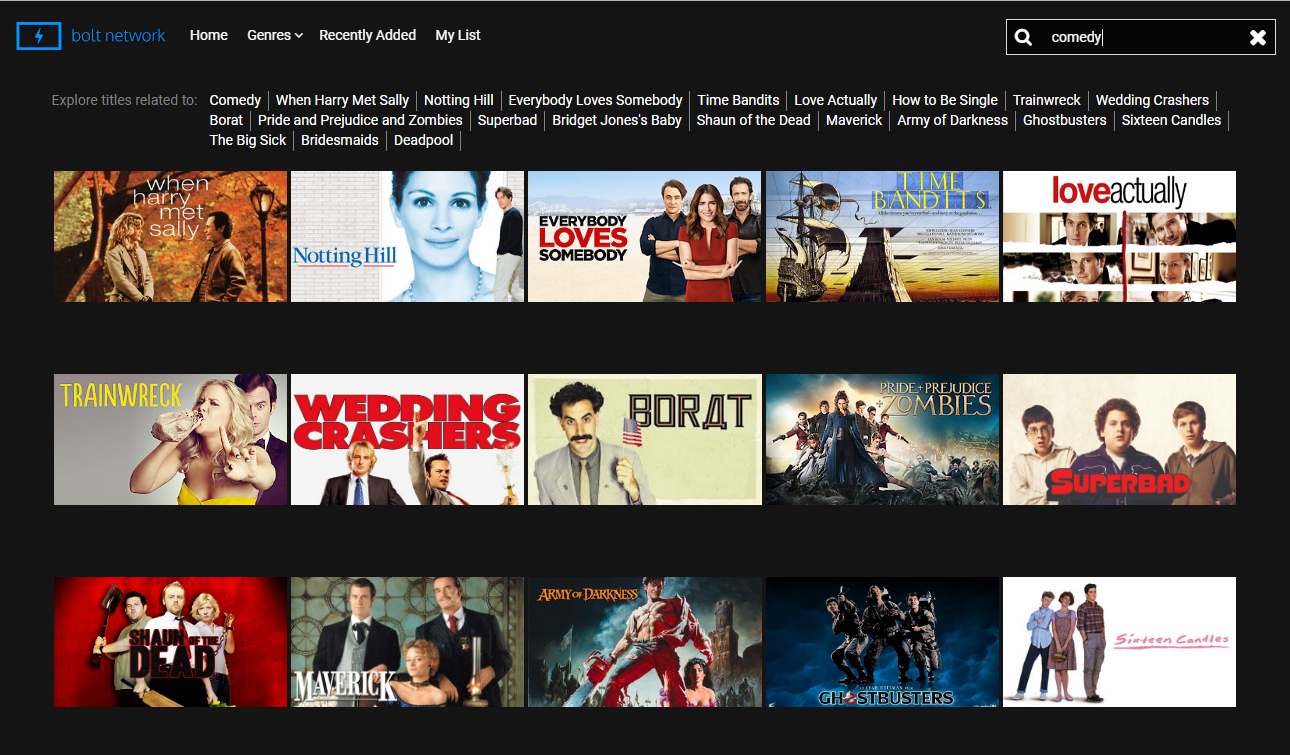 bolt network Home Genres Recently Added My List comedy
Explore titles related to: Comedy When Harry Met Sally Notting Hill Everybody Loves Somebody Time Bandits Love Actually How to Be Single Trainwreck Wedding Crashers
Borat Pride and Prejudice and Zombies Superbad Bridget Jones's Baby Shaun of the Dead Maverick Army of Darkness Ghostbusters Sixteen Candles
The Big Sick Bridesmaids Deadpool
when
harry
met
sally
Notting Hill
EVERYBODY
LOVES
SOMEBODY
TIME
BANDITS
loveactually
TRAINWRECK
WEDDING
CRASHERS
BORAT
PRIDE + PREJUDICE
+ ZOMBIES
SUPERBAD
SHAUN OF THE
DEAD
MAVERICK
ARMY OF DARKNESS
GHOSTBUSTERS
Sixteen Candles